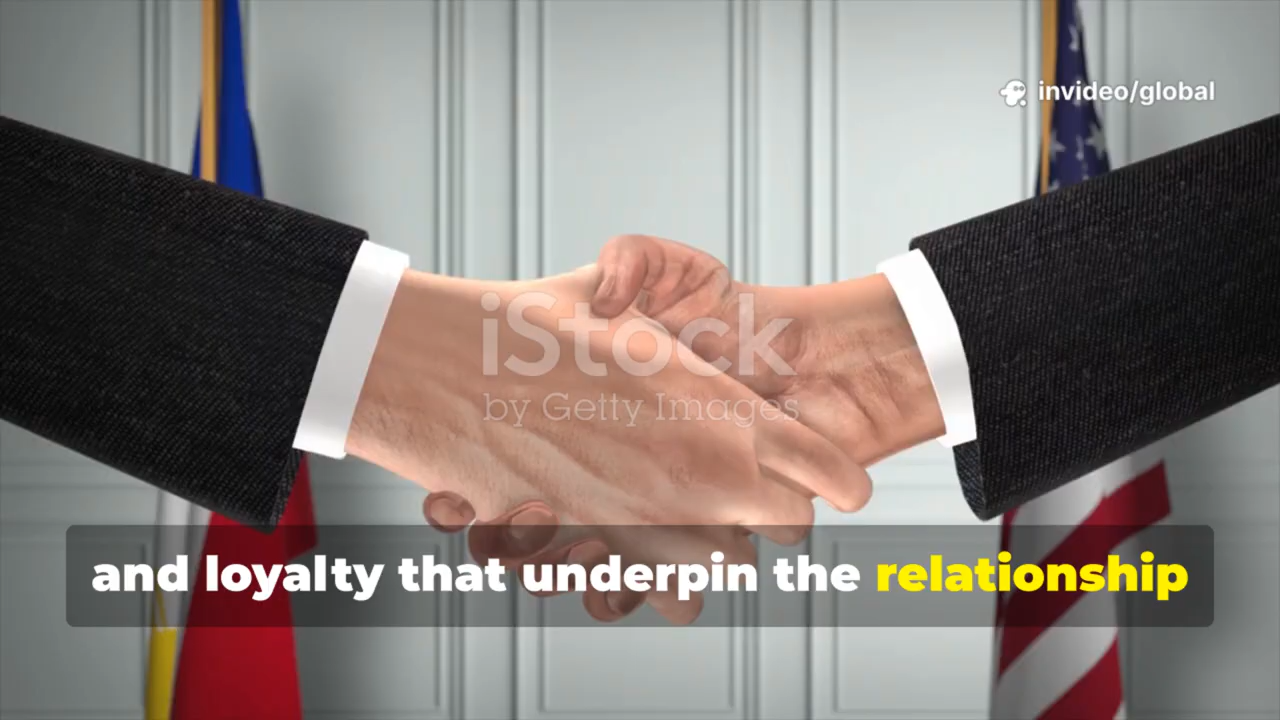 invideo/global
iStock
by Getty Images
and loyalty that underpin the relationship